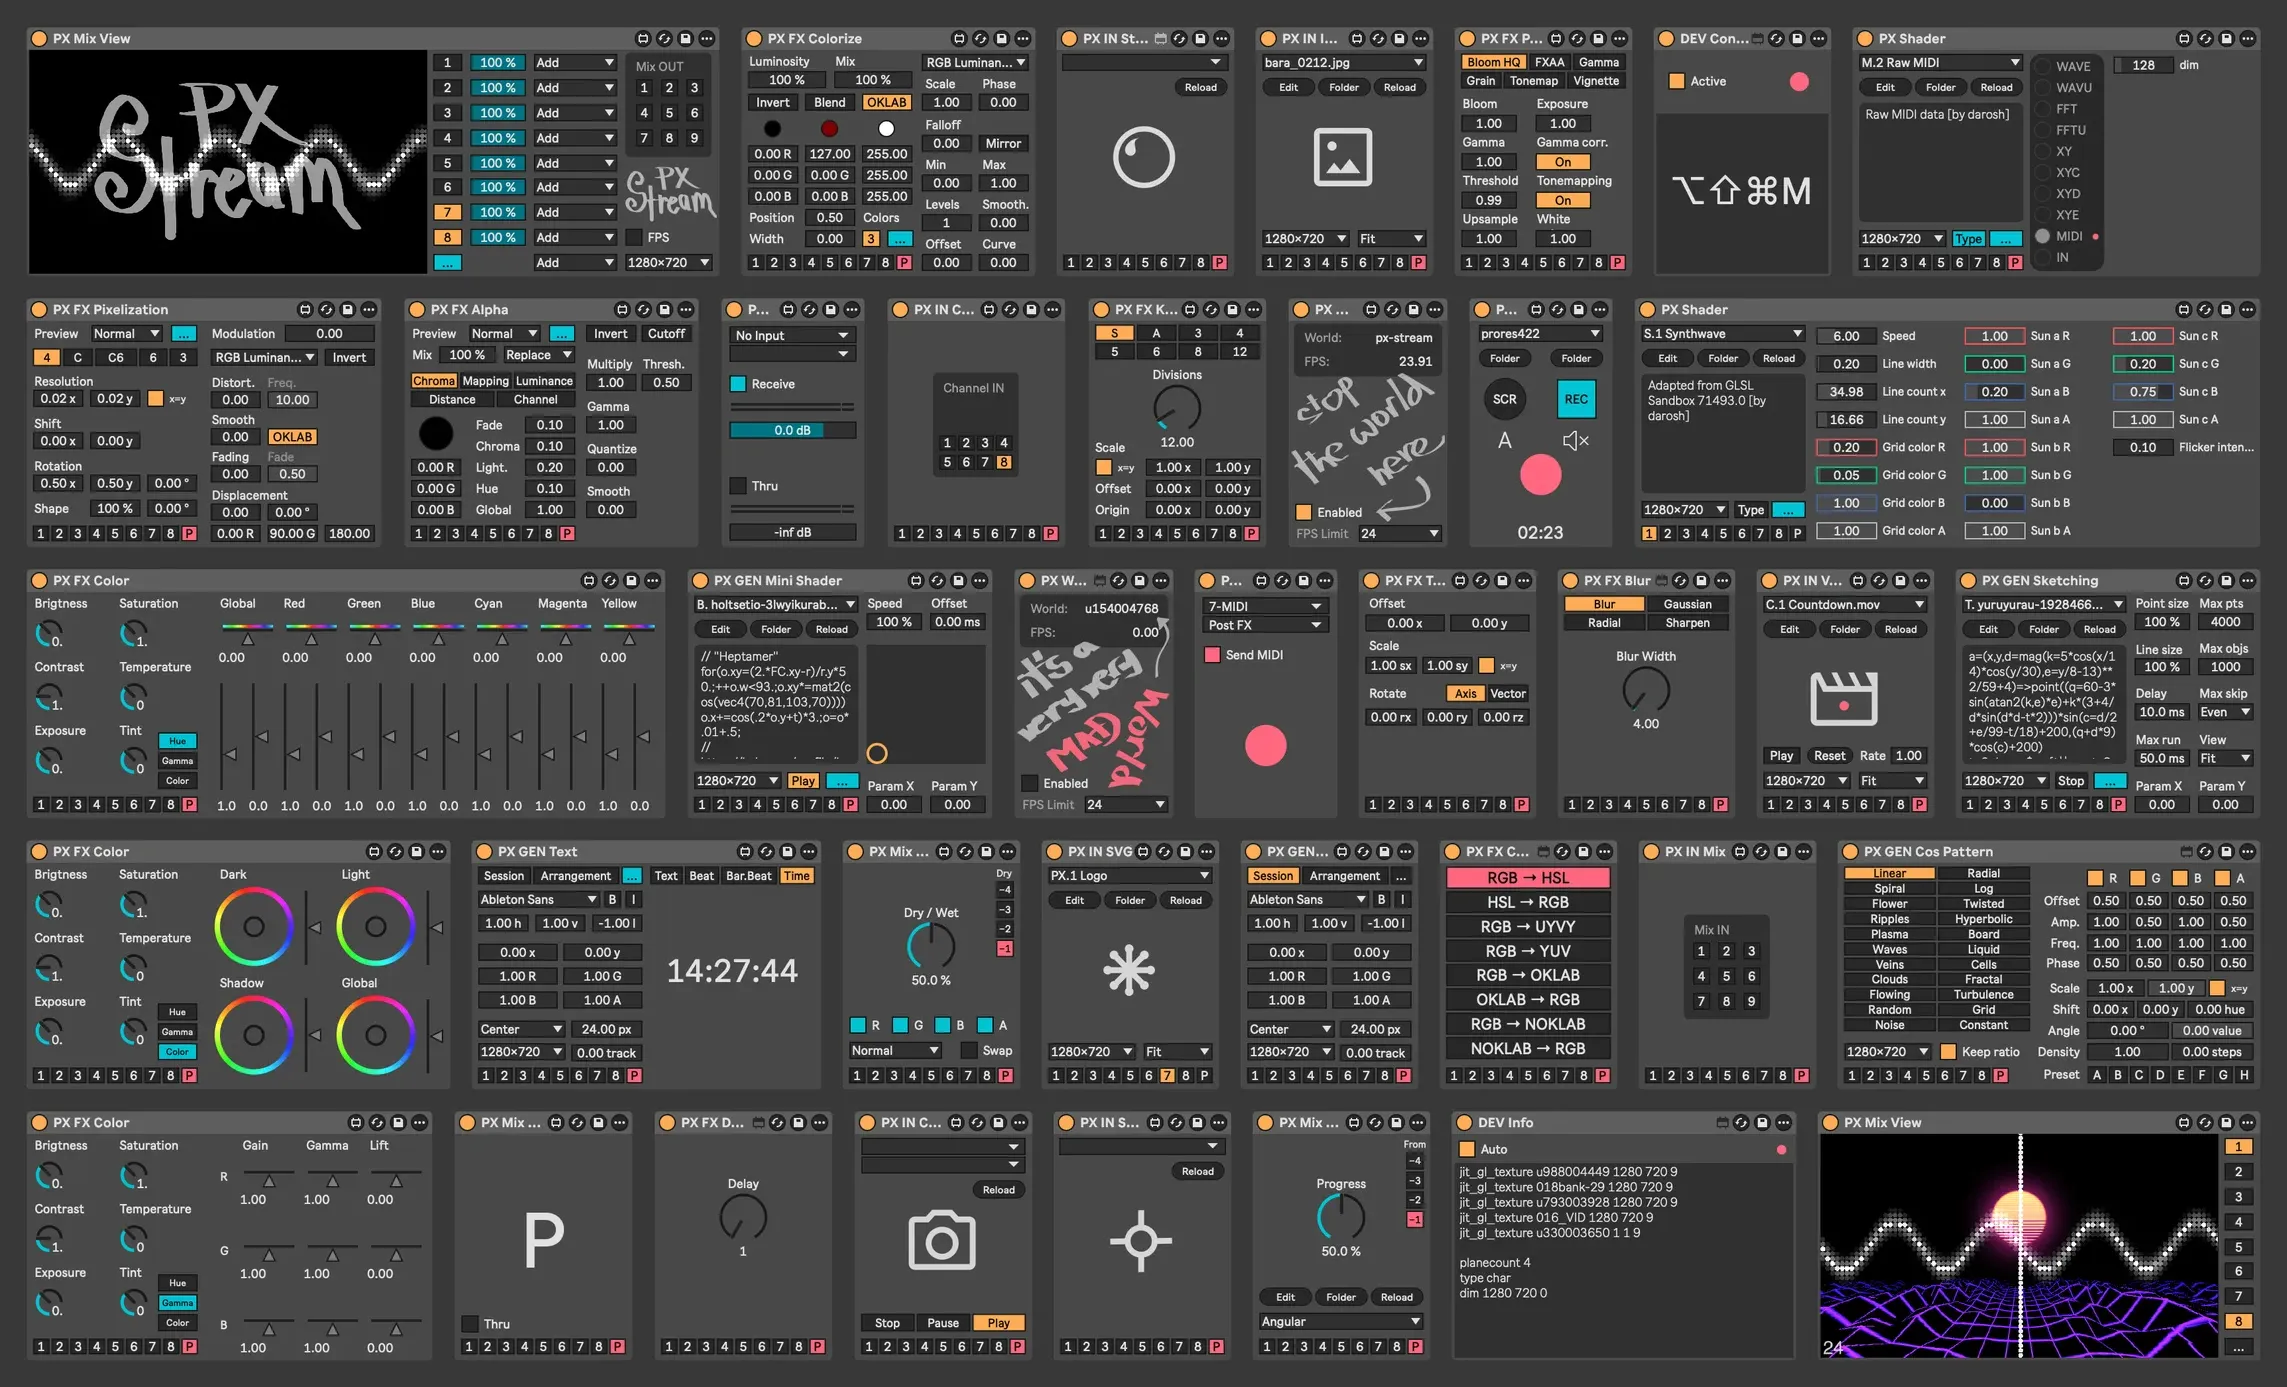 PX Mix View
PX Stream
1 100 % Add
2 100 % Add
3 100 % Add
4 100 % Add
5 100 % Add
6 100 % Add
7 100 % Add
8 100 % Add
... Add
Mix OUT
1 2 3
4 5 6
7 8 9
PX Stream
FPS
1280×720
PX FX Colorize
Luminosity Mix RGB Luminan...
100 % 100 % Scale Phase
Invert Blend OKLAB 1.00 0.00
Falloff
0.00 Mirror
0.00 R 127.00 255.00
0.00 G 0.00 G 255.00
0.00 B 0.00 B 255.00
Min Max
0.00 1.00
Position 0.50 Colors
Width 0.00 3 ...
Levels Smooth.
1 0.00
Offset Curve
0.00 0.00
1 2 3 4 5 6 7 8 P
PX IN St...
Reload
1 2 3 4 5 6 7 8 P
PX IN I...
bara_0212.jpg
Edit Folder Reload
1280×720 Fit
1 2 3 4 5 6 7 8 P
PX FX P...
Bloom HQ FXAA Gamma
Grain Tonemap Vignette
Bloom Exposure
1.00 1.00
Gamma Gamma corr.
1.00 On
Threshold Tonemapping
0.99 On
Upsample White
1.00 1.00
1 2 3 4 5 6 7 8 P
DEV Con...
Active
⌥⇧⌘M
PX Shader
M.2 Raw MIDI
Edit Folder Reload
Raw MIDI data [by darosh]
1280×720 Type ...
1 2 3 4 5 6 7 8 P
WAVE
WAVU
FFT
FFTU
XY
XYC
XYD
XYE
MIDI
IN
128 dim
PX FX Pixelization
Preview Normal ... Modulation 0.00
4 C C6 6 3 RGB Luminan... Invert
Resolution Distort. Freq.
0.02 x 0.02 y x=y 0.00 10.00
Shift Smooth
0.00 x 0.00 y 0.00 OKLAB
Rotation Fading Fade
0.50 x 0.50 y 0.00 ° 0.00 0.50
Shape 100 % 0.00 ° Displacement
0.00 0.00 °
1 2 3 4 5 6 7 8 P 0.00 R 90.00 G 180.00
PX FX Alpha
Preview Normal ... Invert Cutoff
Mix 100 % Replace Multiply Thresh.
Chroma Mapping Luminance 1.00 0.50
Distance Channel
Gamma
1.00
Fade 0.10
Chroma 0.10
Quantize
0.00
0.00 R Light. 0.20
0.00 G Hue 0.10
0.00 B Global 1.00
Smooth
0.00
1 2 3 4 5 6 7 8 P
P...
No Input
Receive
0.0 dB
Thru
-inf dB
PX IN C...
Channel IN
1 2 3 4
5 6 7 8
1 2 3 4 5 6 7 8 P
PX FX K...
S A 3 4
5 6 8 12
Divisions
12.00
Scale
x=y 1.00 x 1.00 y
Offset 0.00 x 0.00 y
Origin 0.00 x 0.00 y
1 2 3 4 5 6 7 8 P
PX ...
World: px-stream
FPS: 23.91
stop
the world
here
Enabled
FPS Limit 24
P...
prores422
Folder Folder
SCR REC
A
02:23
PX Shader
S.1 Synthwave
Edit Folder Reload
Adapted from GLSL
Sandbox 71493.0 [by
darosh]
1280×720 Type ...
1 2 3 4 5 6 7 8 P
6.00 Speed 1.00 Sun a R 1.00 Sun c R
0.20 Line width 0.00 Sun a G 0.20 Sun c G
34.98 Line count x 0.20 Sun a B 0.75 Sun c B
16.66 Line count y 1.00 Sun a A 1.00 Sun c A
0.20 Grid color R 1.00 Sun b R 0.10 Flicker inten...
0.05 Grid color G 1.00 Sun b G
1.00 Grid color B 0.00 Sun b B
1.00 Grid color A 1.00 Sun b A
PX FX Color
Brigtness Saturation Global Red Green Blue Cyan Magenta Yellow
0. 1. 0.00 0.00 0.00 0.00 0.00 0.00 0.00
Contrast Temperature
1. 0
Exposure Tint Hue
0. 0 Gamma
Color
1 2 3 4 5 6 7 8 P 1.0 0.0 1.0 0.0 1.0 0.0 1.0 0.0 1.0 0.0 1.0 0.0 1.0 0.0
PX GEN Mini Shader
B. holtsetio-3lwyikurab... Speed Offset
Edit Folder Reload 100 % 0.00 ms
// "Heptamer"
for(o.xy=(2.*FC.xy-r)/r.y*5
0.;++o.w<93.;o.xy*=mat2(c
os(vec4(70,81,103,70))))
o.x+=cos(.2*o.y+t)*3.;o=o*
.01+.5;
//
1280×720 Play ... Param X Param Y
1 2 3 4 5 6 7 8 P 0.00 0.00
PX W...
World: u154004768
FPS: 0.00
it's a
very very
MAD
World
Enabled
FPS Limit 24
P...
7-MIDI
Post FX
Send MIDI
PX FX T...
Offset
0.00 x 0.00 y
Scale
1.00 sx 1.00 sy x=y
Rotate Axis Vector
0.00 rx 0.00 ry 0.00 rz
1 2 3 4 5 6 7 8 P
PX FX Blur
Blur Gaussian
Radial Sharpen
Blur Width
4.00
1 2 3 4 5 6 7 8 P
PX IN V...
C.1 Countdown.mov
Edit Folder Reload
Play Reset Rate 1.00
1280×720 Fit
1 2 3 4 5 6 7 8 P
PX GEN Sketching
T. yuruyurau-1928466...
Edit Folder Reload
a=(x,y,d=mag(k=5*cos(x/1
4)*cos(y/30),e=y/8-13)**
2/59+4)=>point((q=60-3*
sin(atan2(k,e)*e)+k*(3+4/
d*sin(d*d-t*2)))*sin(c=d/2
+e/99-t/18)+200,(q+d*9)
*cos(c)+200)
1280×720 Stop ...
1 2 3 4 5 6 7 8 P
Point size Max pts
100 % 4000
Line size Max objs
100 % 1000
Delay Max skip
10.0 ms Even
Max run View
50.0 ms Fit
Param X Param Y
0.00 0.00
PX FX Color
Brigtness Saturation Dark Light
0. 1.
Contrast Temperature
1. 0
Shadow Global
Exposure Tint Hue
0. 0 Gamma
Color
1 2 3 4 5 6 7 8 P
PX GEN Text
Session Arrangement ... Text Beat Bar.Beat Time
Ableton Sans B I
1.00 h 1.00 v -1.00 l
0.00 x 0.00 y
1.00 R 1.00 G
1.00 B 1.00 A
14:27:44
Center 24.00 px
1280×720 0.00 track
1 2 3 4 5 6 7 8 P
PX Mix ...
Dry
-4
-3
-2
-1
Dry / Wet
50.0 %
R G B A
Normal Swap
1 2 3 4 5 6 7 8 P
PX IN SVG
PX.1 Logo
Edit Folder Reload
1280×720 Fit
1 2 3 4 5 6 7 8 P
PX GEN...
Session Arrangement ...
Ableton Sans B I
1.00 h 1.00 v -1.00 l
0.00 x 0.00 y
1.00 R 1.00 G
1.00 B 1.00 A
Center 24.00 px
1280×720 0.00 track
1 2 3 4 5 6 7 8 P
PX FX C...
RGB → HSL
HSL → RGB
RGB → UYVY
RGB → YUV
RGB → OKLAB
OKLAB → RGB
RGB → NOKLAB
NOKLAB → RGB
1 2 3 4 5 6 7 8 P
PX IN Mix
Mix IN
1 2 3
4 5 6
7 8 9
1 2 3 4 5 6 7 8 P
PX GEN Cos Pattern
Linear Radial
Spiral Log
Flower Twisted
Ripples Hyperbolic
Plasma Board
Waves Liquid
Veins Cells
Clouds Fractal
Flowing Turbulence
Random Grid
Noise Constant
1280×720 Keep ratio
1 2 3 4 5 6 7 8 P
R G B A
Offset 0.50 0.50 0.50 0.50
Amp. 1.00 0.50 1.00 0.50
Freq. 1.00 1.00 1.00 1.00
Phase 0.50 0.50 0.50 0.50
Scale 1.00 x 1.00 y x=y
Shift 0.00 x 0.00 y 0.00 hue
Angle 0.00 ° 0.00 value
Density 1.00 0.00 steps
Preset A B C D E F G H
PX FX Color
Brigtness Saturation Gain Gamma Lift
0. 1. R 1.00 1.00 0.00
Contrast Temperature
1. 0 G 1.00 1.00 0.00
Exposure Tint Hue
0. 0 Gamma
Color
B 1.00 1.00 0.00
1 2 3 4 5 6 7 8 P
PX Mix ...
P
Thru
1 2 3 4 5 6 7 8 P
PX FX D...
Delay
1
1 2 3 4 5 6 7 8 P
PX IN C...
Reload
Stop Pause Play
1 2 3 4 5 6 7 8 P
PX IN S...
Reload
1 2 3 4 5 6 7 8 P
PX Mix ...
From
-4
-3
-2
-1
Progress
50.0 %
Edit Folder Reload
Angular
1 2 3 4 5 6 7 8 P
DEV Info
Auto
jit_gl_texture u988004449 1280 720 9
jit_gl_texture 018bank-29 1280 720 9
jit_gl_texture u793003928 1280 720 9
jit_gl_texture 016_VID 1280 720 9
jit_gl_texture u330003650 1 1 9
planecount 4
type char
dim 1280 720 0
PX Mix View
24
1
2
3
4
5
6
7
8
...